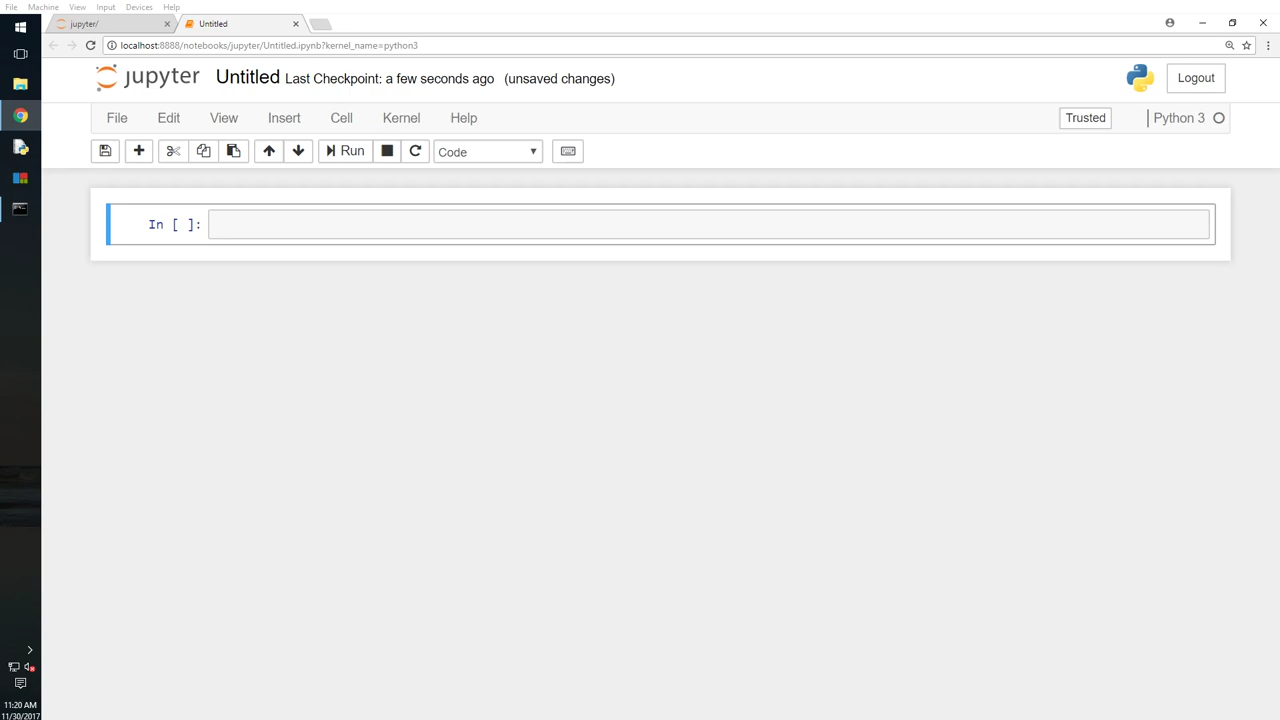 File Machine View Input Devices Help
jupyter/ Untitled
localhost:8888/notebooks/jupyter/Untitled.ipynb?kernel_name=python3
jupyter Untitled Last Checkpoint: a few seconds ago (unsaved changes) Logout
File Edit View Insert Cell Kernel Help Trusted Python 3
Run Code
In [ ]:
11:20 AM
11/30/2017